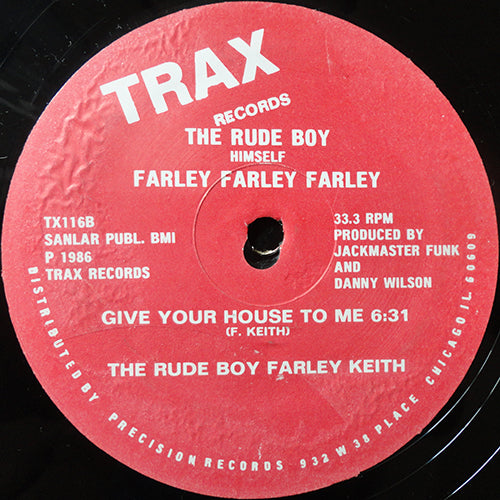 TRAX
RECORDS
THE RUDE BOY
HIMSELF
FARLEY FARLEY FARLEY
TX116B
SANLAR PUBL. BMI
P 1986
TRAX RECORDS
33.3 RPM
PRODUCED BY
JACKMASTER FUNK
AND
DANNY WILSON
GIVE YOUR HOUSE TO ME 6:31
(F. KEITH)
THE RUDE BOY FARLEY KEITH
DISTRIBUTED BY PRECISION RECORDS 932 W 38 PLACE CHICAGO IL 60609